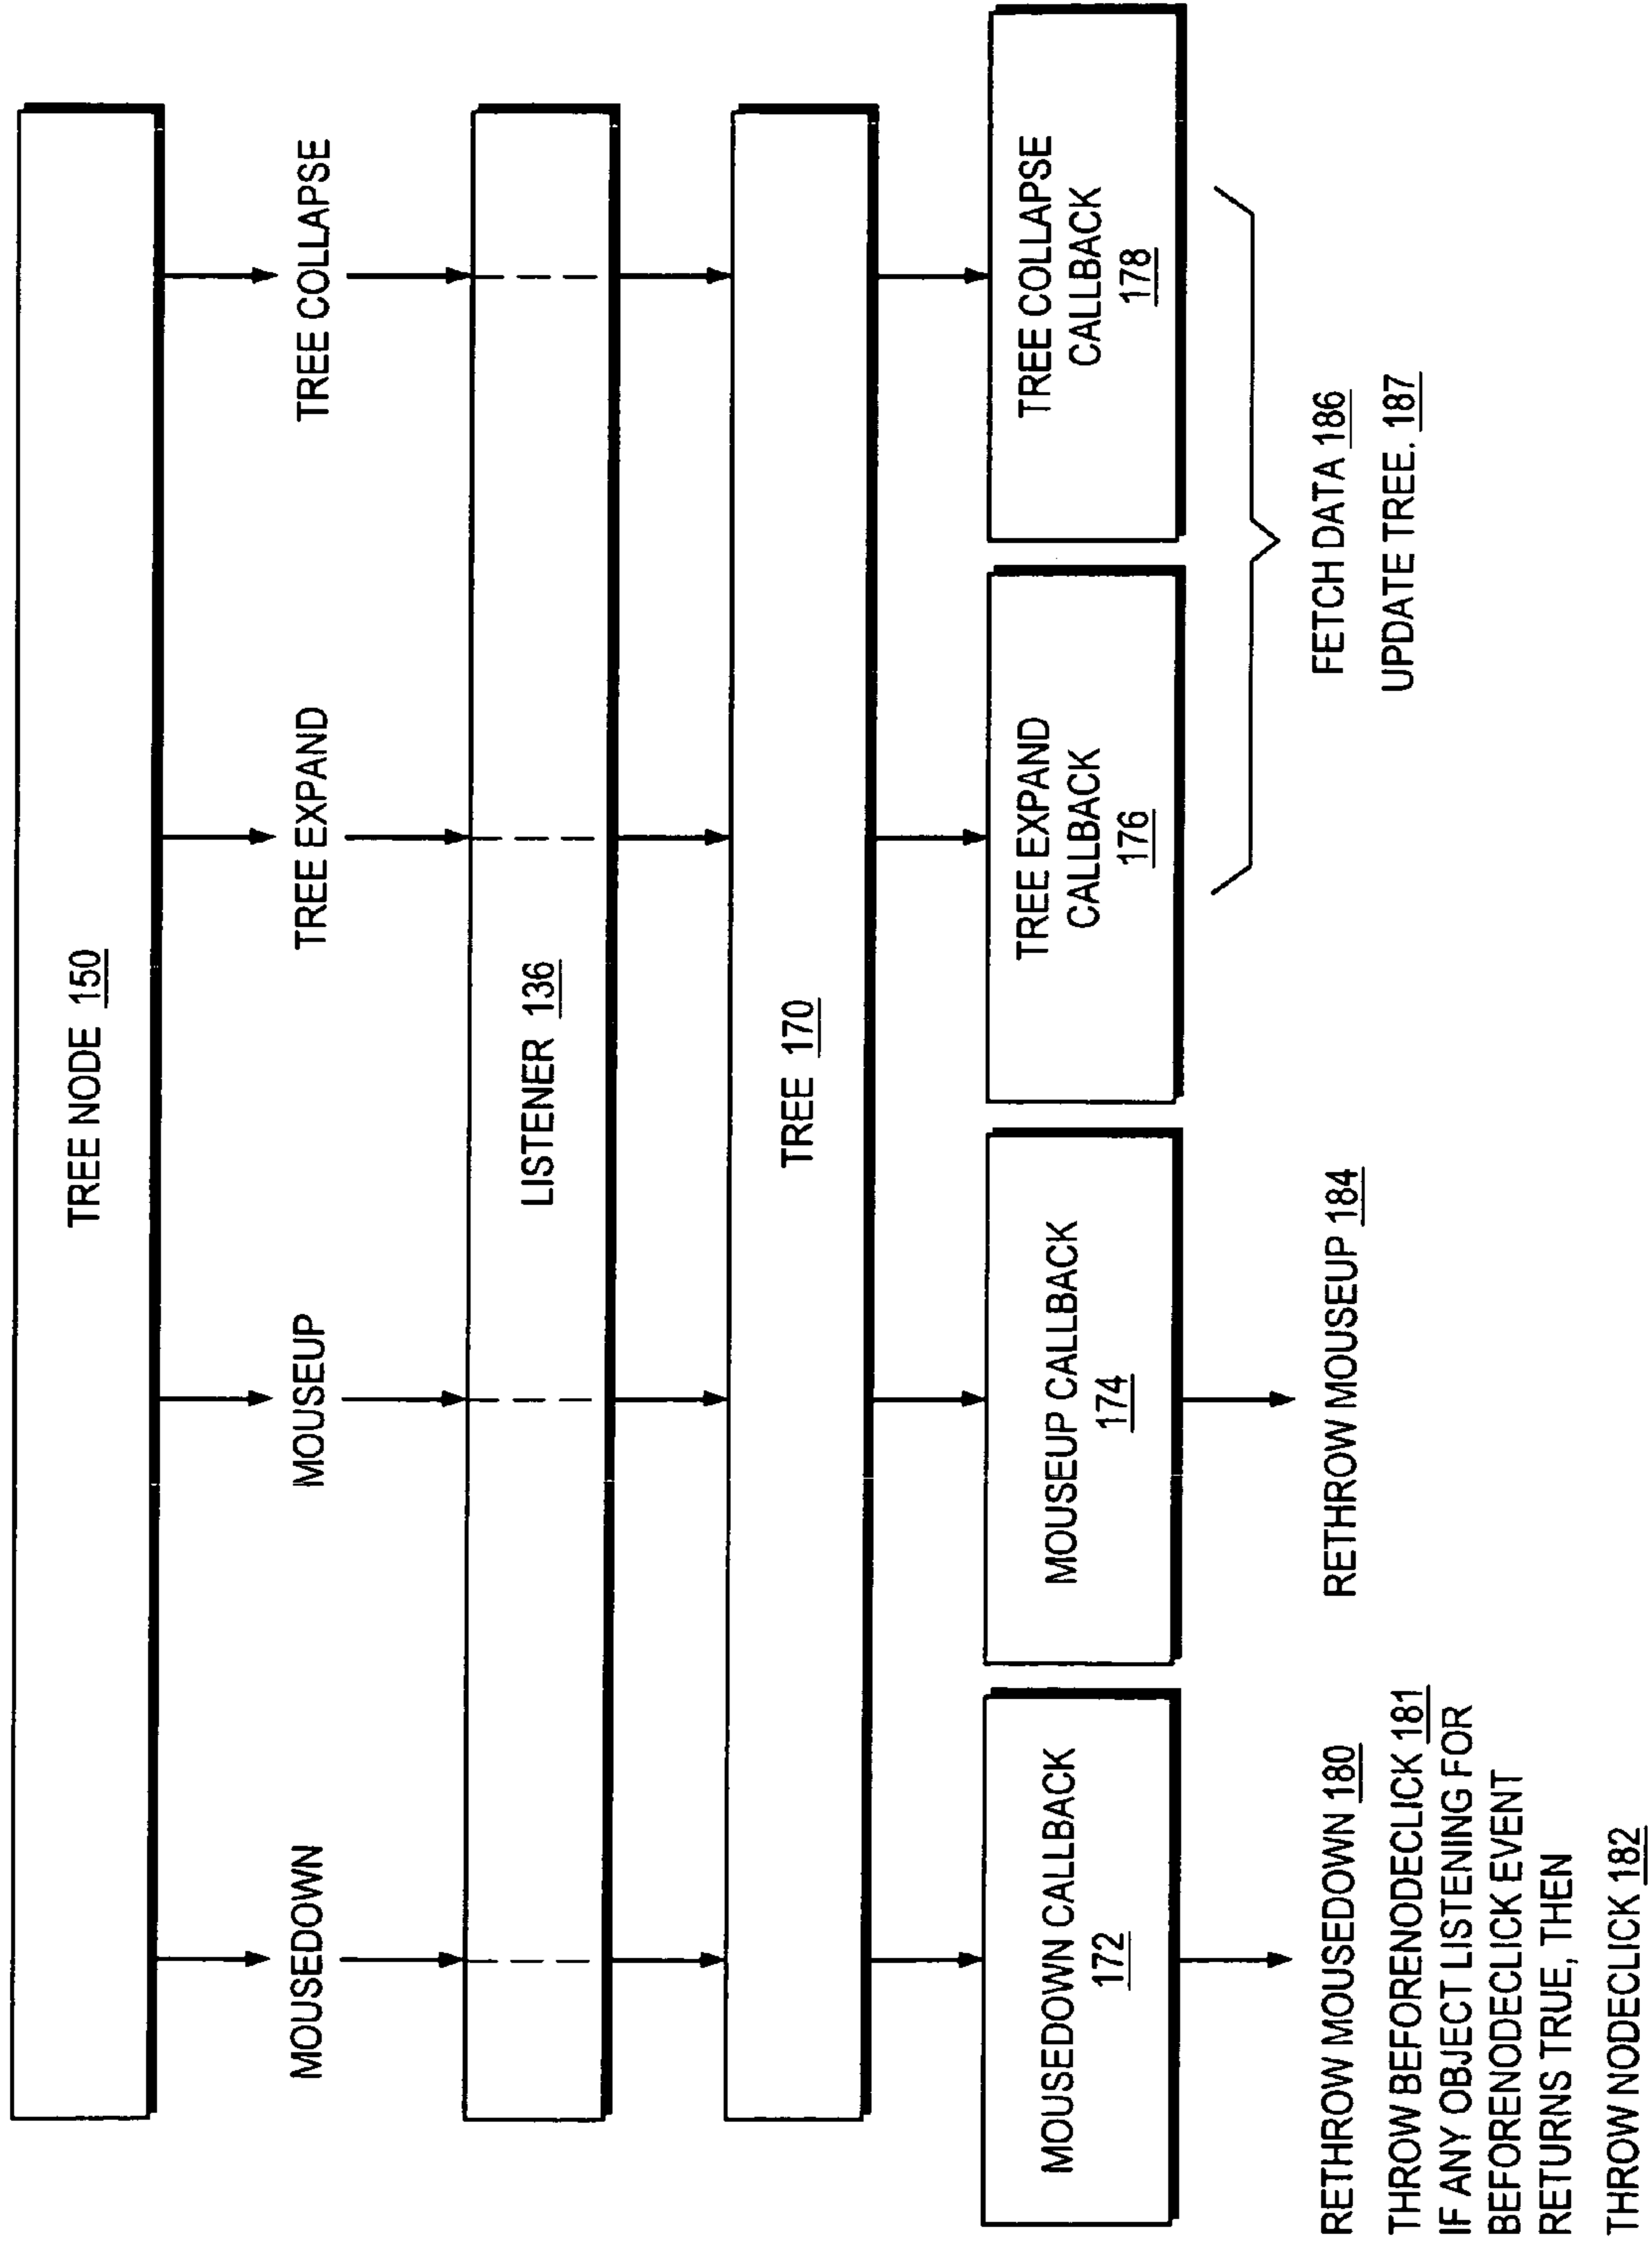 TREE NODE 150
MOUSEDOWN
MOUSEUP
TREE EXPAND
TREE COLLAPSE
LISTENER 136
TREE 170
MOUSEDOWN CALLBACK
172
MOUSEUP CALLBACK
174
TREE EXPAND
CALLBACK
176
TREE COLLAPSE
CALLBACK
178
RETHROW MOUSEDOWN 180
THROW BEFORENODECLICK 181
IF ANY OBJECT LISTENING FOR
BEFORENODECLICK EVENT
RETURNS TRUE, THEN
THROW NODECLICK 182
RETHROW MOUSEUP 184
FETCH DATA 186
UPDATE TREE. 187